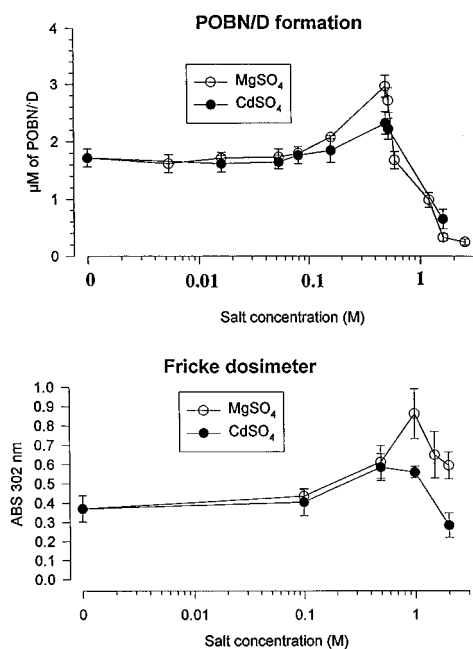 POBN/D formation
4
3
2
1
0
µM of POBN/D
MgSO4
CdSO4
0
0.01
0.1
1
Salt concentration (M)
Fricke dosimeter
1.0
0.9
0.8
0.7
0.6
0.5
0.4
0.3
0.2
0.1
0.0
ABS 302 nm
MgSO4
CdSO4
0
0.01
0.1
1
Salt concentration (M)